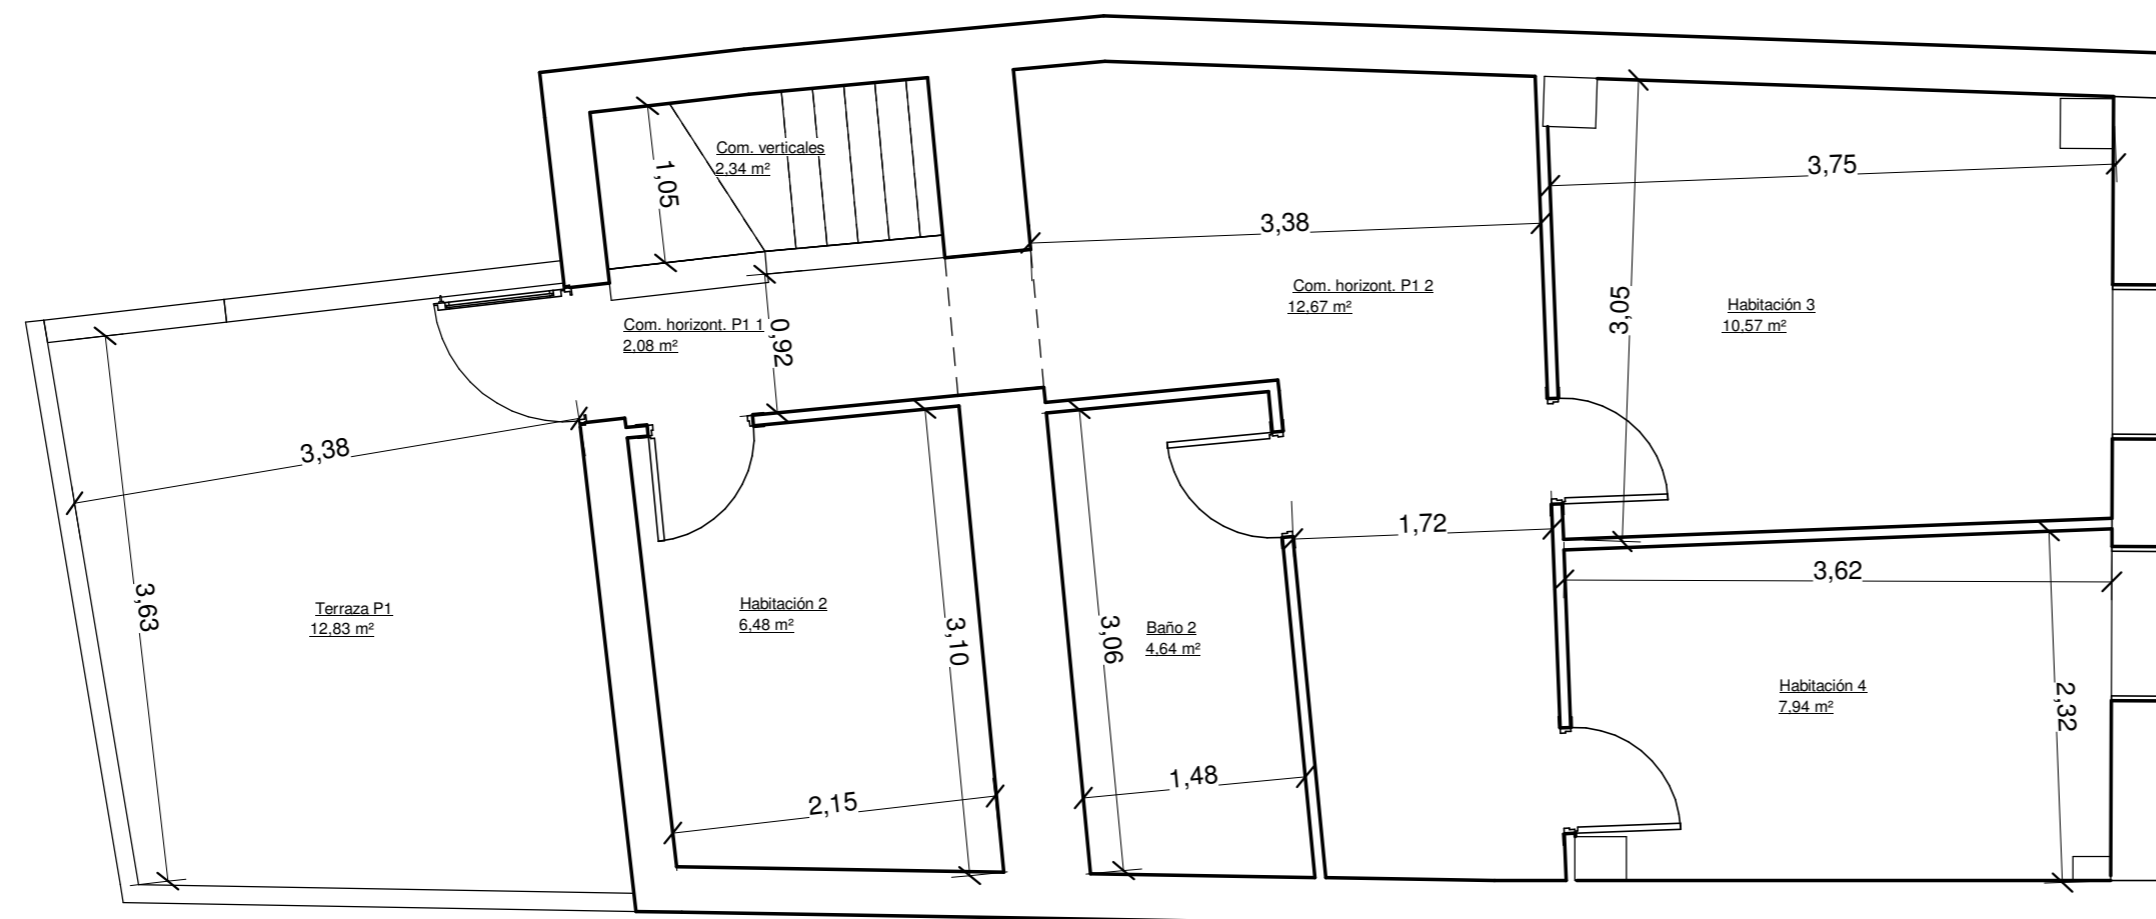 Com. verticales
2,34 m²
1,05
3,75
3,38
Com. horizont. P1 2
12,67 m²
Habitación 3
10,57 m²
3,05
Com. horizont. P1 1
2,08 m²
0,92
3,38
1,72
3,62
Terraza P1
12,83 m²
3,63
Habitación 2
6,48 m²
3,10
Baño 2
4,64 m²
3,06
Habitación 4
7,94 m²
2,32
2,15
1,48